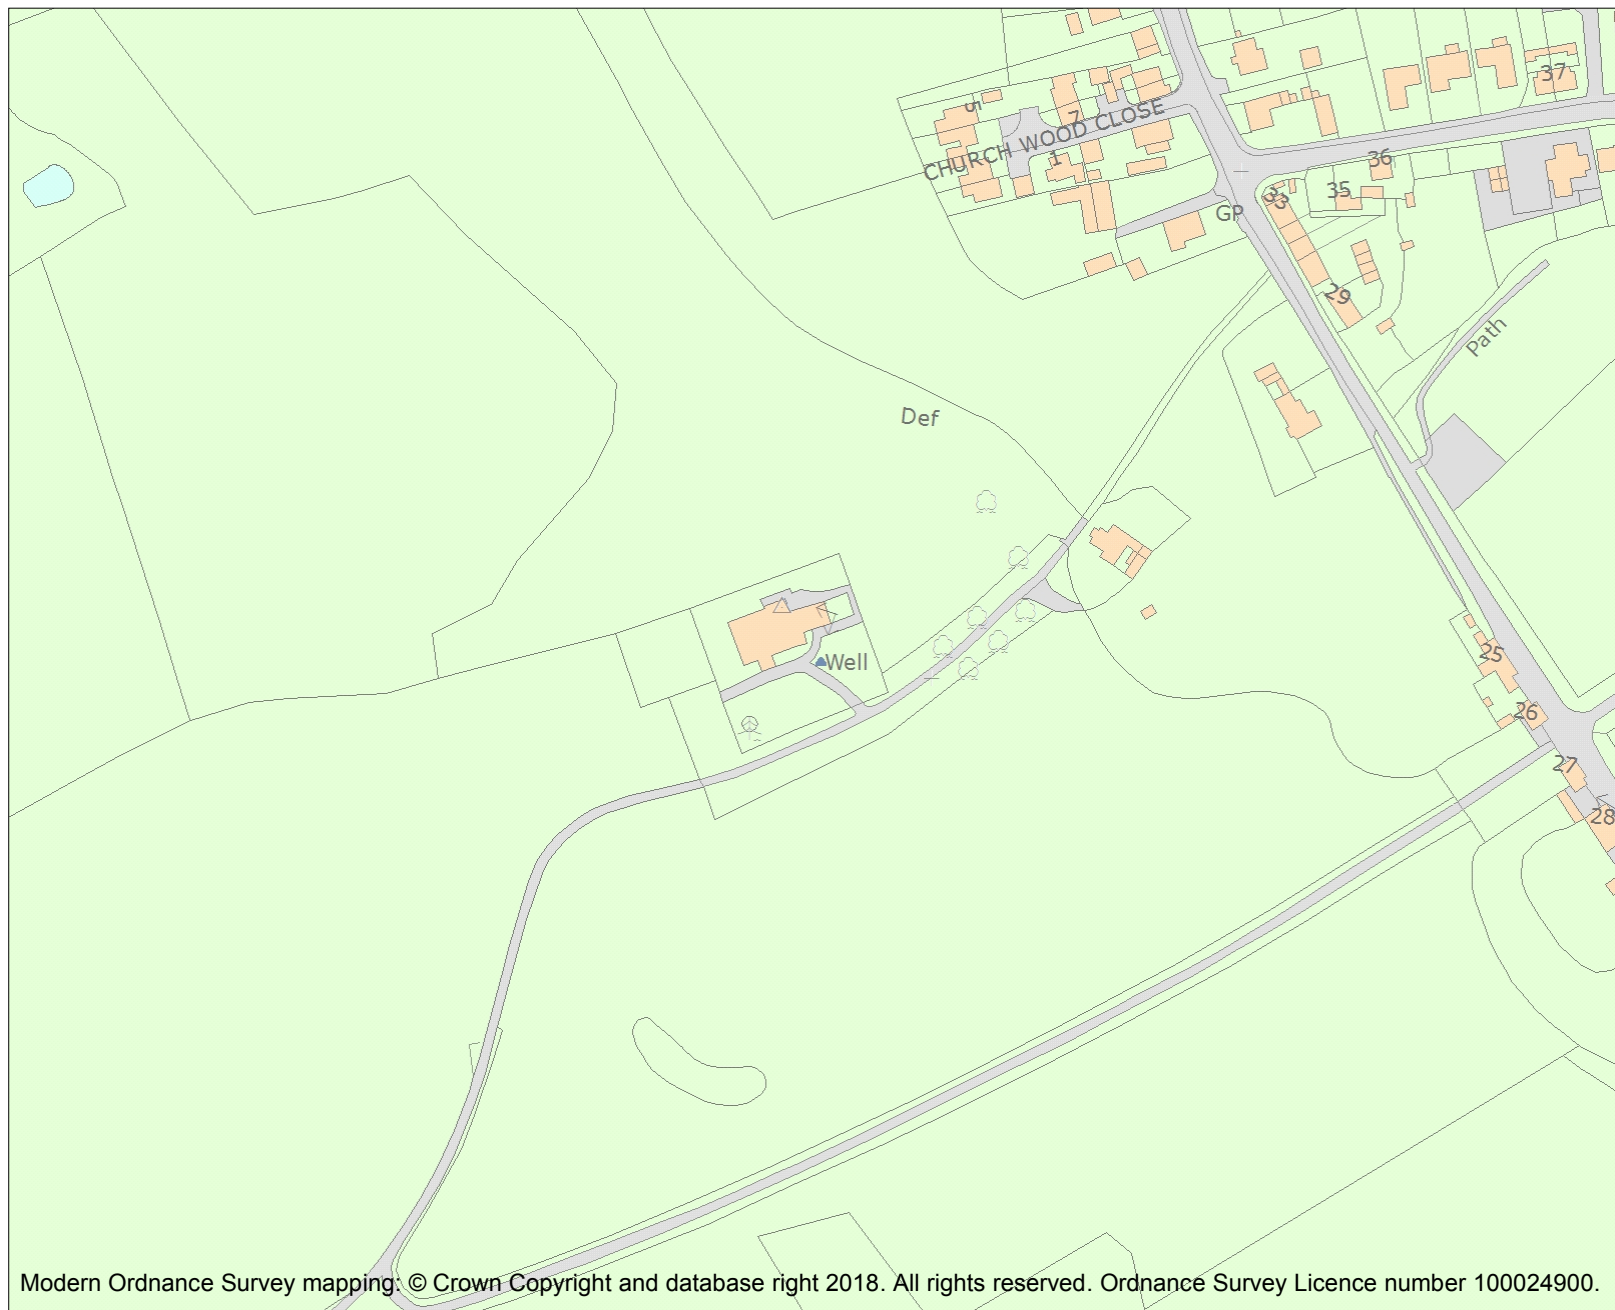 37
5
7
CHURCH WOOD CLOSE
1
36
35
33
GP
29
Path
Def
25
Well
26
27
28
Modern Ordnance Survey mapping: © Crown Copyright and database right 2018. All rights reserved. Ordnance Survey Licence number 100024900.